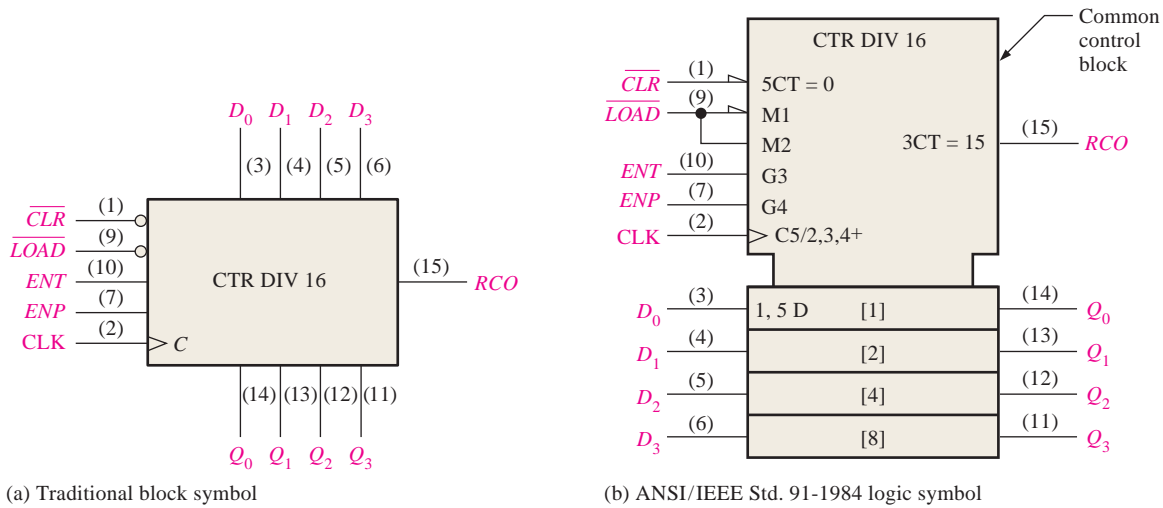 D0 D1 D2 D3
(3) (4) (5) (6)
C̅L̅R̅ (1)
L̅O̅A̅D̅ (9)
ENT (10)
ENP (7)
CLK (2)
C
CTR DIV 16
(15) RCO
(14) (13) (12) (11)
Q0 Q1 Q2 Q3
(a) Traditional block symbol
CTR DIV 16
Common
control
block
C̅L̅R̅ (1) 5CT = 0
L̅O̅A̅D̅ (9) M1
M2
3CT = 15 (15) RCO
ENT (10) G3
ENP (7) G4
CLK (2) C5/2,3,4+
D0 (3) 1, 5 D [1] (14) Q0
D1 (4) [2] (13) Q1
D2 (5) [4] (12) Q2
D3 (6) [8] (11) Q3
(b) ANSI/IEEE Std. 91-1984 logic symbol